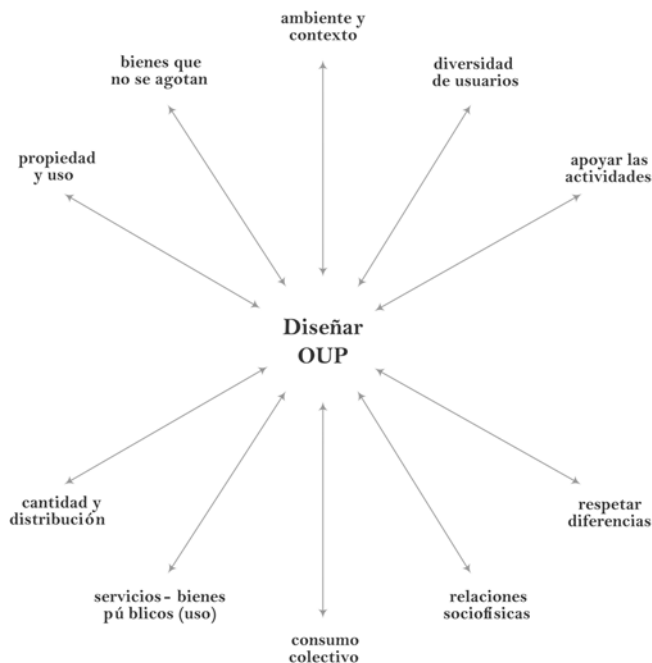 ambiente y
contexto
bienes que
no se agotan
diversidad
de usuarios
propiedad
y uso
apoyar las
actividades
Diseñar
OUP
cantidad y
distribución
respetar
diferencias
servicios - bienes
pú blicos (uso)
relaciones
sociofísicas
consumo
colectivo